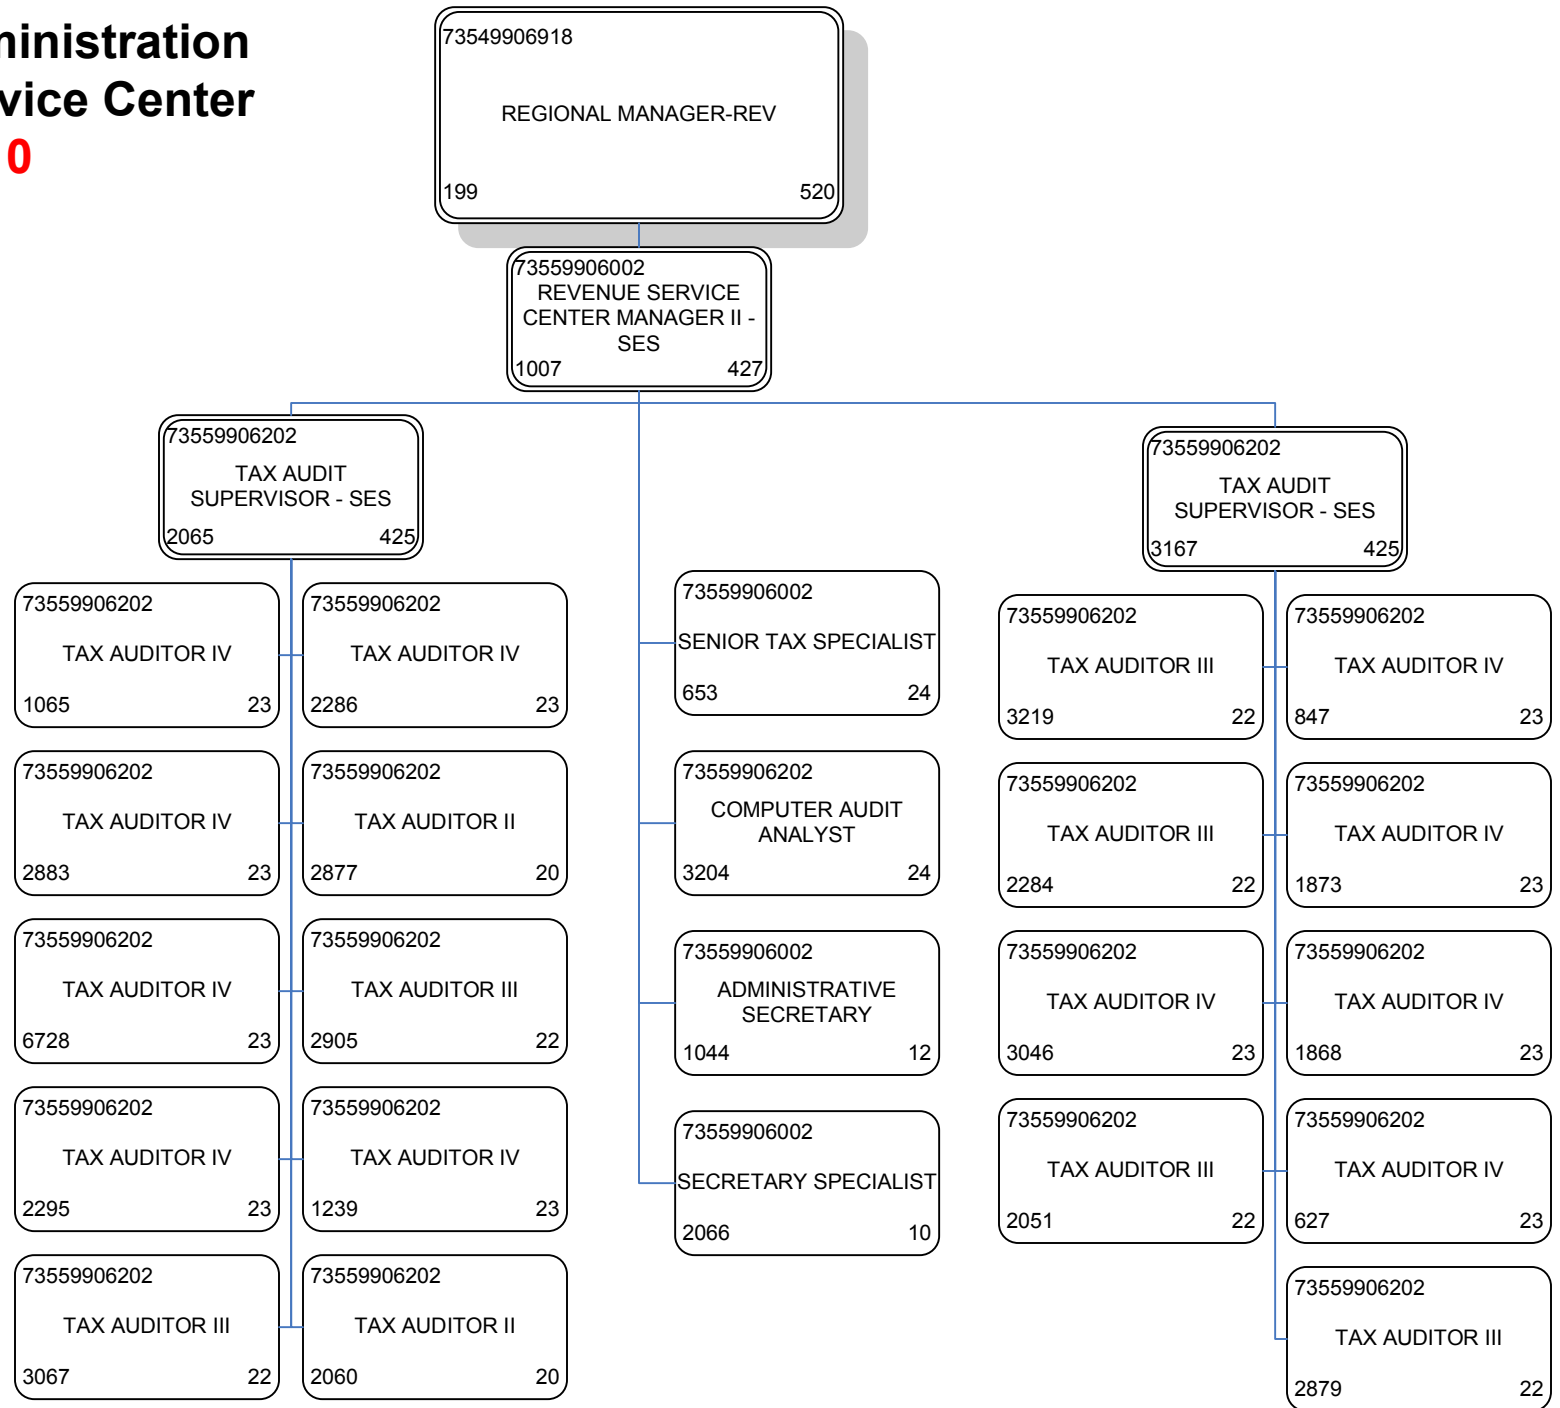 ministration
vice Center
0
73549906918
REGIONAL MANAGER-REV
199 520
73559906002
REVENUE SERVICE
CENTER MANAGER II -
SES
1007 427
73559906202
TAX AUDIT
SUPERVISOR - SES
2065 425
73559906202
TAX AUDITOR IV
1065 23
73559906202
TAX AUDITOR IV
2286 23
73559906202
TAX AUDITOR IV
2883 23
73559906202
TAX AUDITOR II
2877 20
73559906202
TAX AUDITOR IV
6728 23
73559906202
TAX AUDITOR III
2905 22
73559906202
TAX AUDITOR IV
2295 23
73559906202
TAX AUDITOR IV
1239 23
73559906202
TAX AUDITOR III
3067 22
73559906202
TAX AUDITOR II
2060 20
73559906002
SENIOR TAX SPECIALIST
653 24
73559906202
COMPUTER AUDIT
ANALYST
3204 24
73559906002
ADMINISTRATIVE
SECRETARY
1044 12
73559906002
SECRETARY SPECIALIST
2066 10
73559906202
TAX AUDIT
SUPERVISOR - SES
3167 425
73559906202
TAX AUDITOR III
3219 22
73559906202
TAX AUDITOR IV
847 23
73559906202
TAX AUDITOR III
2284 22
73559906202
TAX AUDITOR IV
1873 23
73559906202
TAX AUDITOR IV
3046 23
73559906202
TAX AUDITOR IV
1868 23
73559906202
TAX AUDITOR III
2051 22
73559906202
TAX AUDITOR IV
627 23
73559906202
TAX AUDITOR III
2879 22